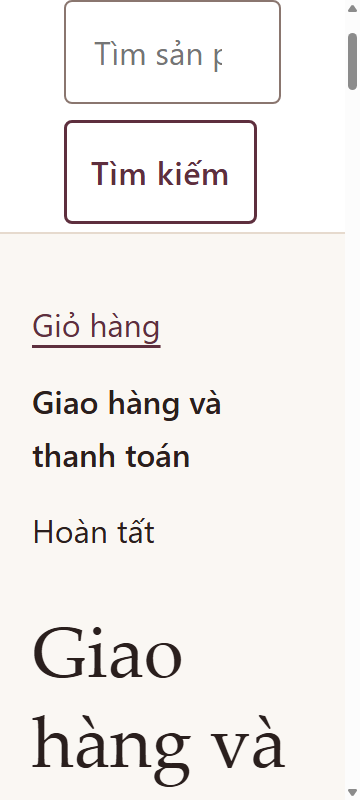 Tìm sản
Tìm kiếm
Giỏ hàng
Giao hàng và
thanh toán
Hoàn tất
Giao
hàng và